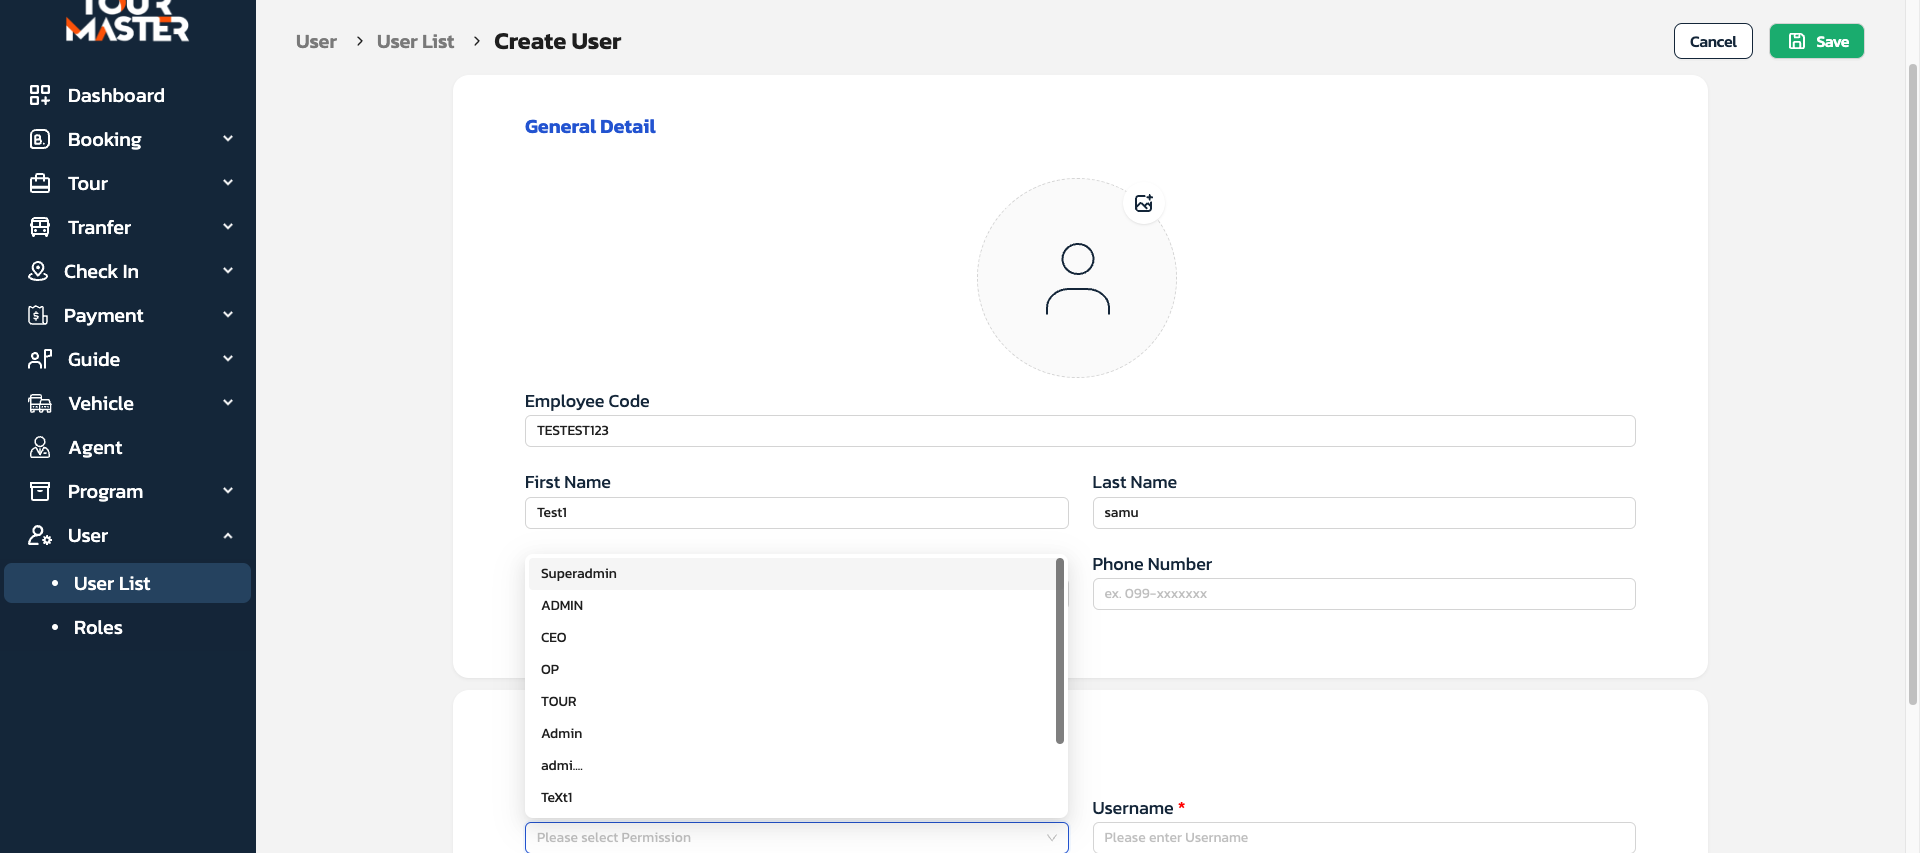 TOUR
MASTER
Dashboard
Booking
Tour
Tranfer
Check In
Payment
Guide
Vehicle
Agent
Program
User
User List
Roles
User > User List > Create User
Cancel
Save
General Detail
Employee Code
TESTEST123
First Name
Test1
Last Name
samu
Phone Number
ex. 099-xxxxxxx
Superadmin
ADMIN
CEO
OP
TOUR
Admin
admi....
TeXt1
Please select Permission
Username *
Please enter Username